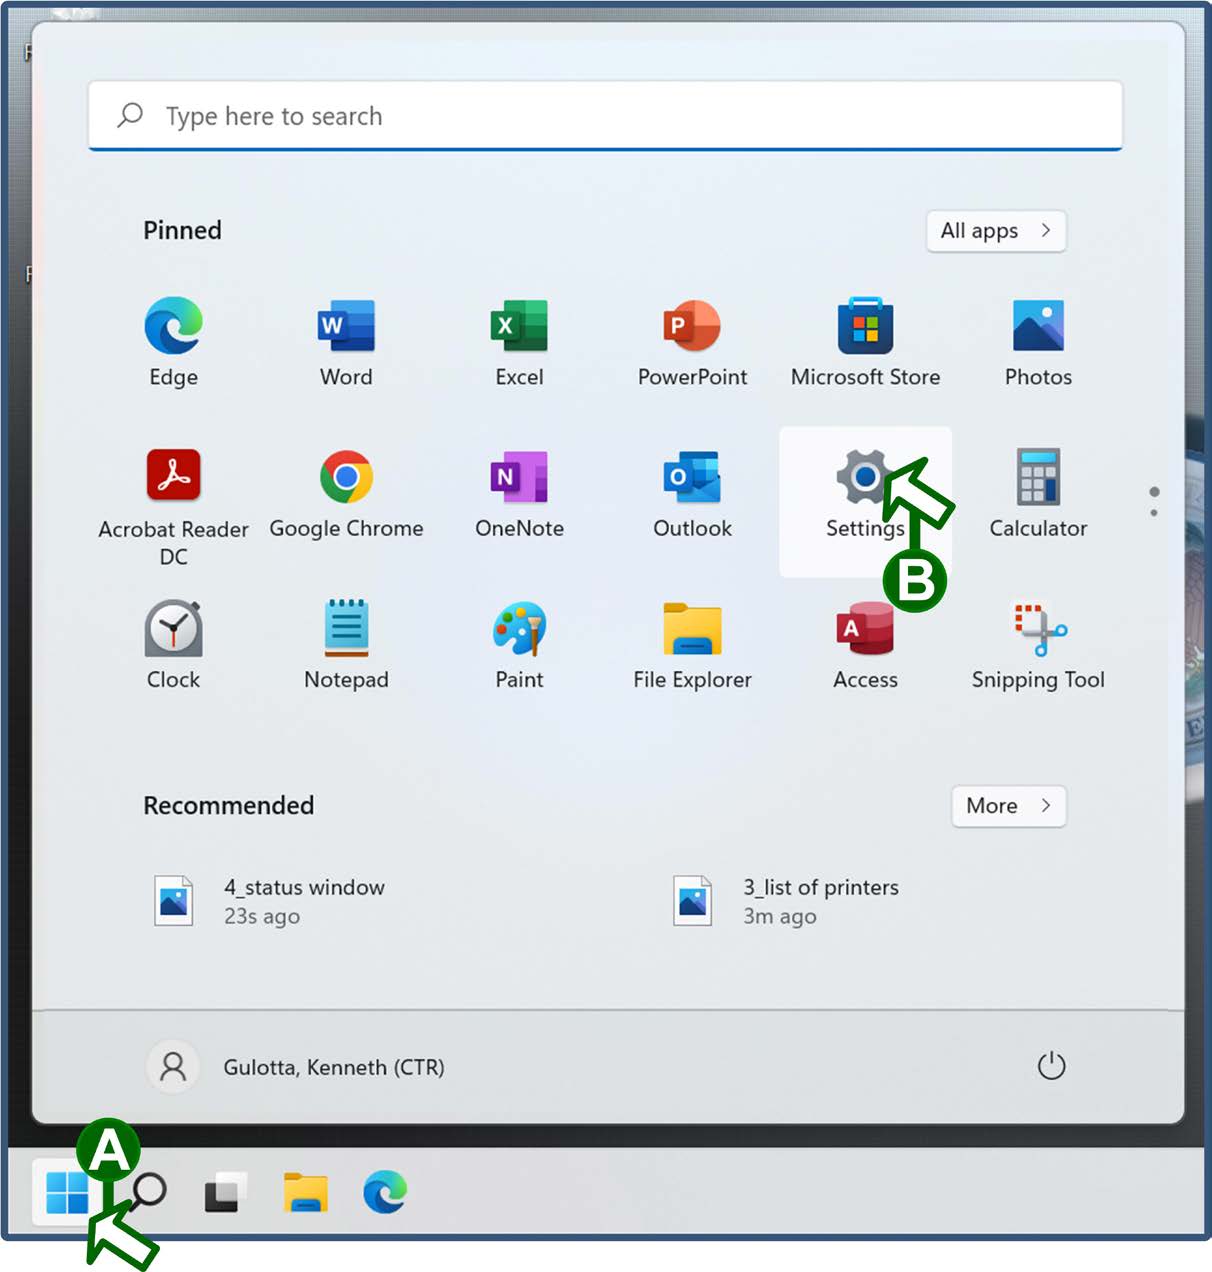 Type here to search
Pinned
All apps
Edge
Word
Excel
PowerPoint
Microsoft Store
Photos
Acrobat Reader DC
Google Chrome
OneNote
Outlook
Settings
Calculator
B
Clock
Notepad
Paint
File Explorer
Access
Snipping Tool
Recommended
More
4_status window
23s ago
3_list of printers
3m ago
Gulotta, Kenneth (CTR)
A